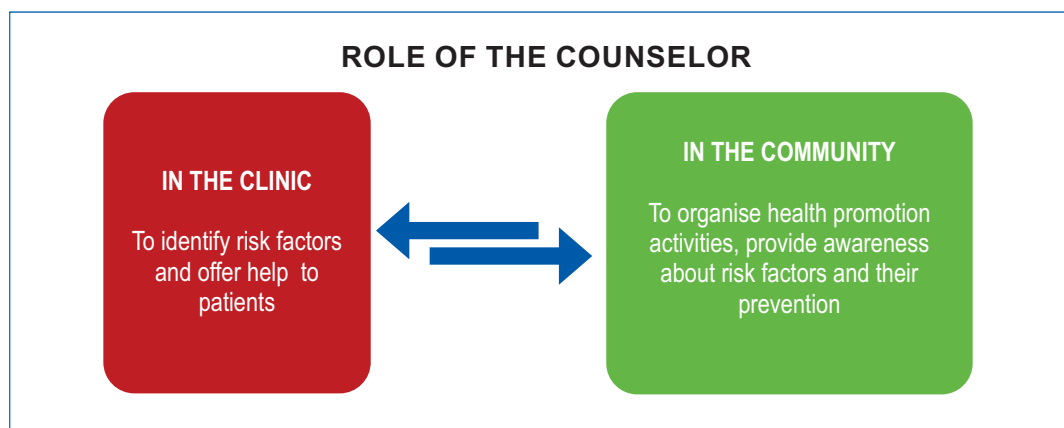 ROLE OF THE COUNSELOR
IN THE CLINIC
To identify risk factors
and offer help to
patients
IN THE COMMUNITY
To organise health promotion
activities, provide awareness
about risk factors and their
prevention